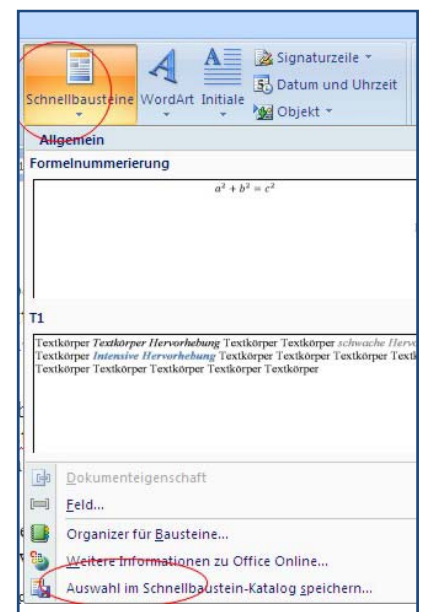 Schnellbausteine WordArt Initiale
Signaturzeile
Datum und Uhrzeit
Objekt
Allgemein
Formelnummerierung
a² + b² = c²
T1
Textkörper Textkörper Hervorhebung Textkörper Textkörper schwache
Textkörper Intensive Hervorhebung Textkörper Textkörper Textkörper
Textkörper Textkörper Textkörper Textkörper Textkörper
Dokumenteigenschaft
Feld...
Organizer für Bausteine...
Weitere Informationen zu Office Online...
Auswahl im Schnellbaustein-Katalog speichern...